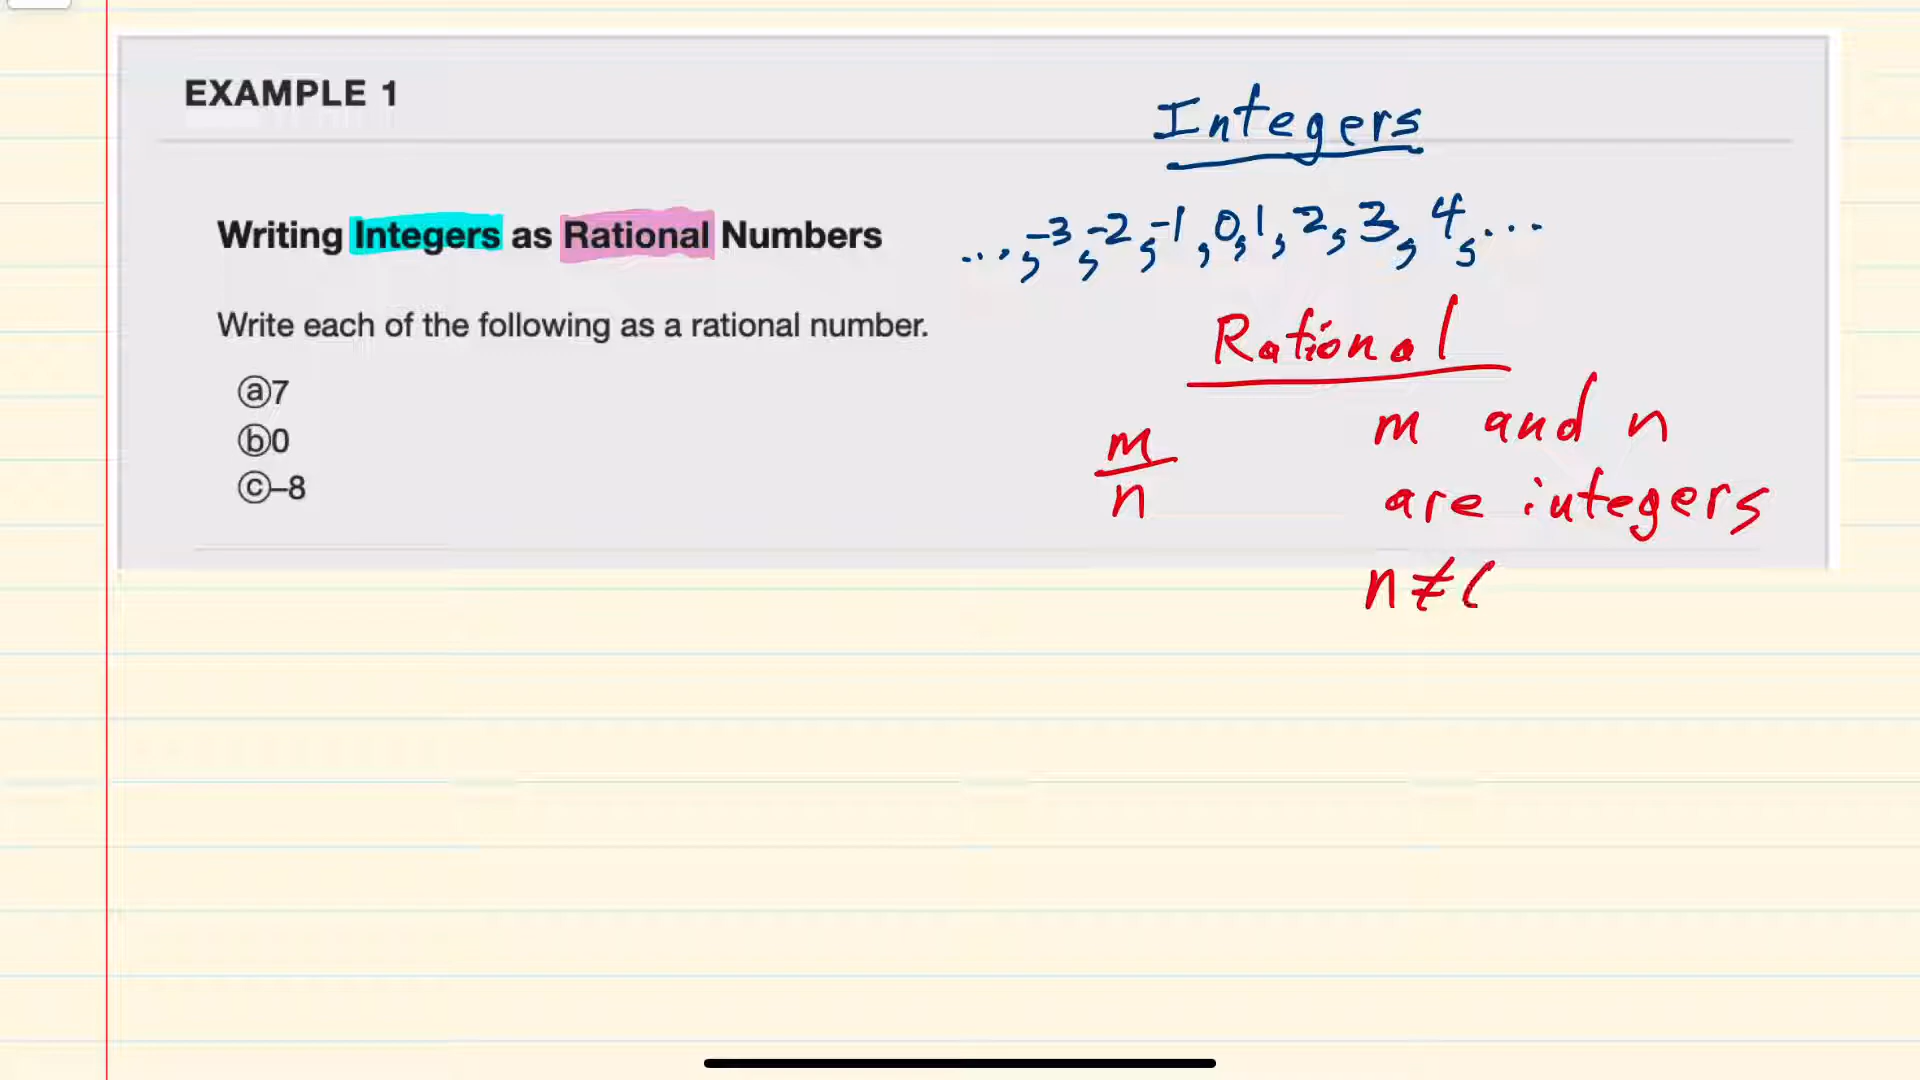 EXAMPLE 1
Integers
Writing Integers as Rational Numbers
..., -3, -2, -1, 0, 1, 2, 3, 4, ...
Write each of the following as a rational number.
Rational
ⓐ7
m and n
ⓑ0
m/n
are integers
ⓒ–8
n ≠ (